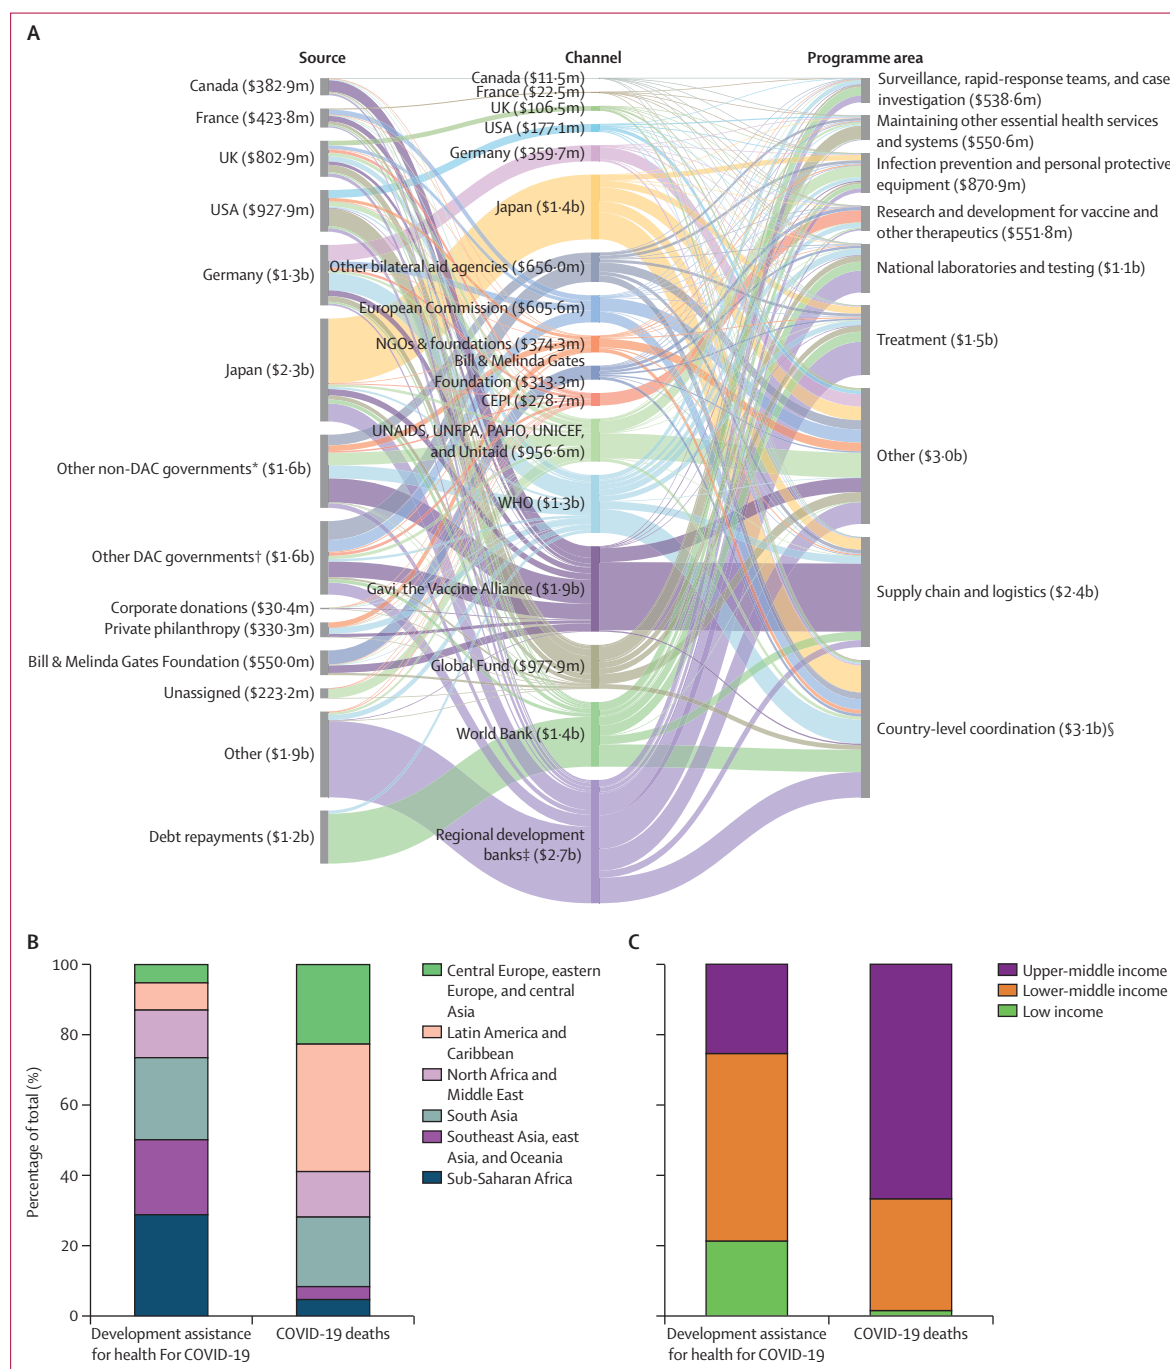 A
Source
Channel
Programme area
Canada ($382·9m)
France ($423·8m)
UK ($802·9m)
USA ($927·9m)
Germany ($1·3b)
Japan ($2·3b)
Other non-DAC governments* ($1·6b)
Other DAC governments† ($1·6b)
Corporate donations ($30·4m)
Private philanthropy ($330·3m)
Bill & Melinda Gates Foundation ($550·0m)
Unassigned ($223·2m)
Other ($1·9b)
Debt repayments ($1·2b)
Canada ($11·5m)
France ($22·5m)
UK ($106·5m)
USA ($177·1m)
Germany ($359·7m)
Japan ($1·4b)
Other bilateral aid agencies ($656·0m)
European Commission ($605·6m)
NGOs & foundations ($374·3m)
Bill & Melinda Gates
Foundation ($313·3m)
CEPI ($278·7m)
UNAIDS, UNFPA, PAHO, UNICEF,
and Unitaid ($956·6m)
WHO ($1·3b)
Gavi, the Vaccine Alliance ($1·9b)
Global Fund ($977·9m)
World Bank ($1·4b)
Regional development
banks‡ ($2·7b)
Surveillance, rapid-response teams, and case
investigation ($538·6m)
Maintaining other essential health services
and systems ($550·6m)
Infection prevention and personal protective
equipment ($870·9m)
Research and development for vaccine and
other therapeutics ($551·8m)
National laboratories and testing ($1·1b)
Treatment ($1·5b)
Other ($3·0b)
Supply chain and logistics ($2·4b)
Country-level coordination ($3·1b)§
B
Percentage of total (%)
100
80
60
40
20
0
Development assistance
for health For COVID-19
COVID-19 deaths
Central Europe, eastern
Europe, and central
Asia
Latin America and
Caribbean
North Africa and
Middle East
South Asia
Southeast Asia, east
Asia, and Oceania
Sub-Saharan Africa
C
Development assistance
for health for COVID-19
COVID-19 deaths
Upper-middle income
Lower-middle income
Low income